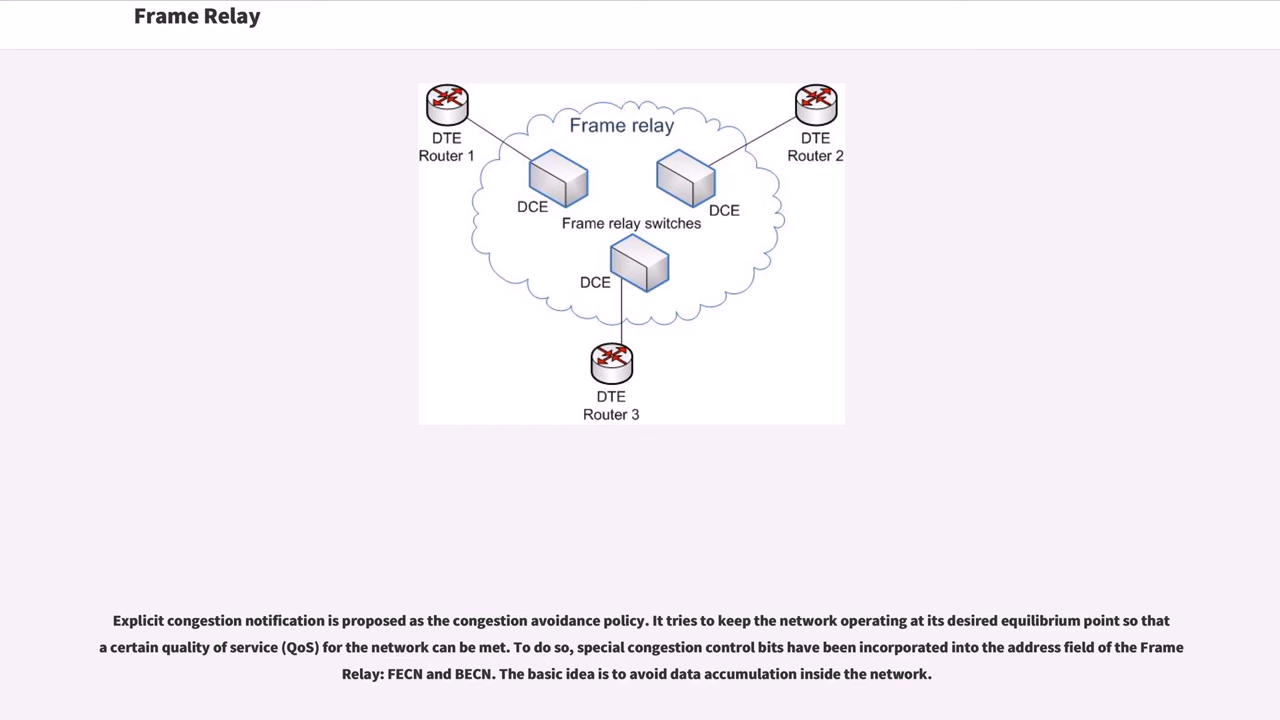 Frame Relay
Frame relay
DTE
Router 1
DTE
Router 2
DCE
DCE
Frame relay switches
DCE
DTE
Router 3
Explicit congestion notification is proposed as the congestion avoidance policy. It tries to keep the network operating at its desired equilibrium point so that
a certain quality of service (QoS) for the network can be met. To do so, special congestion control bits have been incorporated into the address field of the Frame
Relay: FECN and BECN. The basic idea is to avoid data accumulation inside the network.